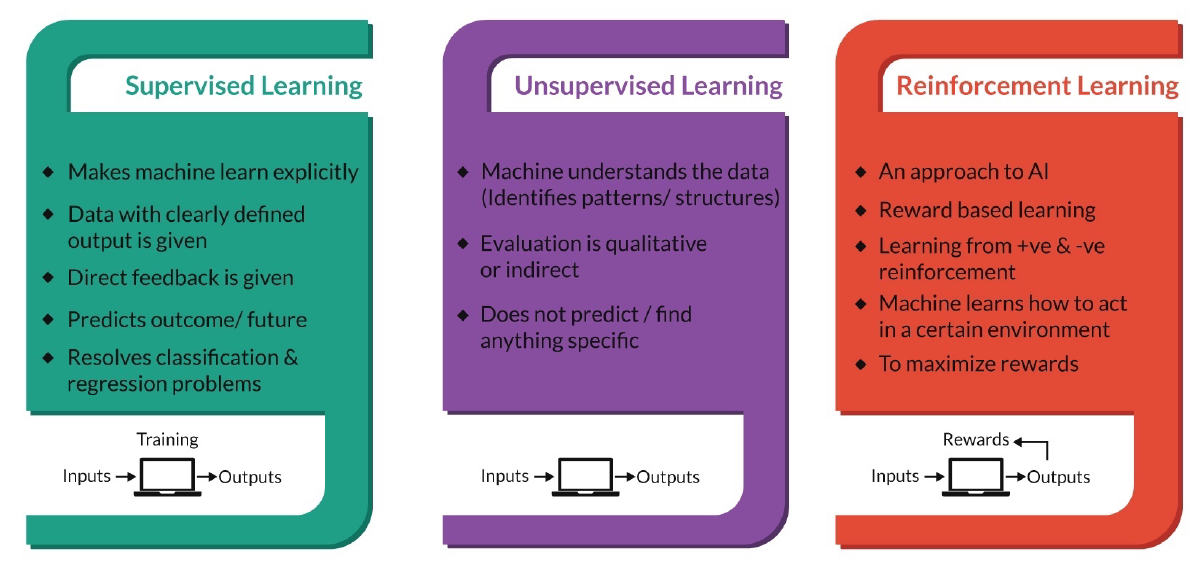 Supervised Learning
◆ Makes machine learn explicitly
◆ Data with clearly defined
output is given
◆ Direct feedback is given
◆ Predicts outcome/ future
◆ Resolves classification &
regression problems
Training
Inputs → → Outputs
Unsupervised Learning
◆ Machine understands the data
(Identifies patterns/ structures)
◆ Evaluation is qualitative
or indirect
◆ Does not predict / find
anything specific
Inputs → → Outputs
Reinforcement Learning
◆ An approach to AI
◆ Reward based learning
◆ Learning from +ve & -ve
reinforcement
◆ Machine learns how to act
in a certain environment
◆ To maximize rewards
Rewards
Inputs → → Outputs